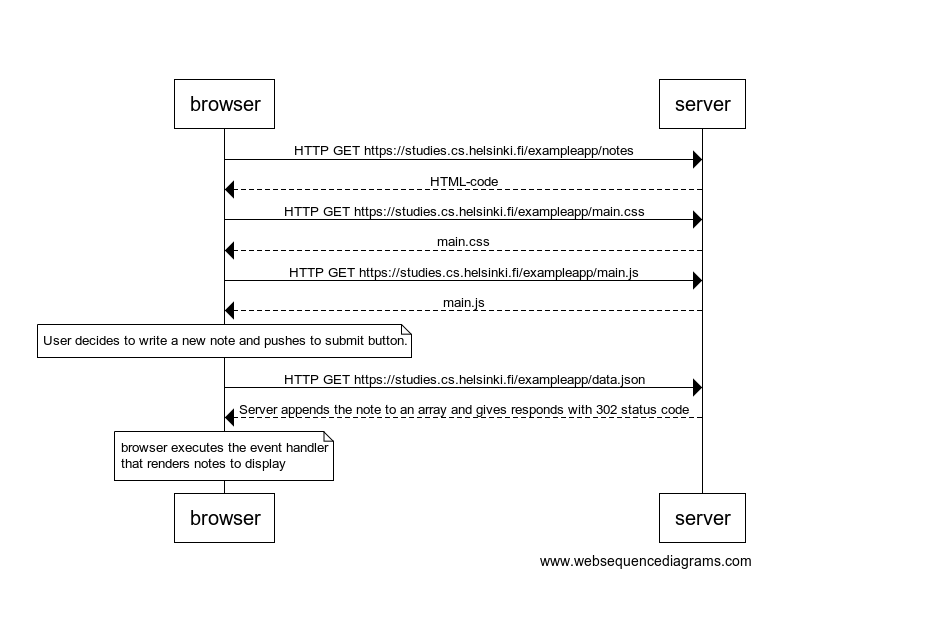 browser
server
HTTP GET https://studies.cs.helsinki.fi/exampleapp/notes
HTML-code
HTTP GET https://studies.cs.helsinki.fi/exampleapp/main.css
main.css
HTTP GET https://studies.cs.helsinki.fi/exampleapp/main.js
main.js
User decides to write a new note and pushes to submit button.
HTTP GET https://studies.cs.helsinki.fi/exampleapp/data.json
Server appends the note to an array and gives responds with 302 status code
browser executes the event handler
that renders notes to display
browser
server
www.websequencediagrams.com